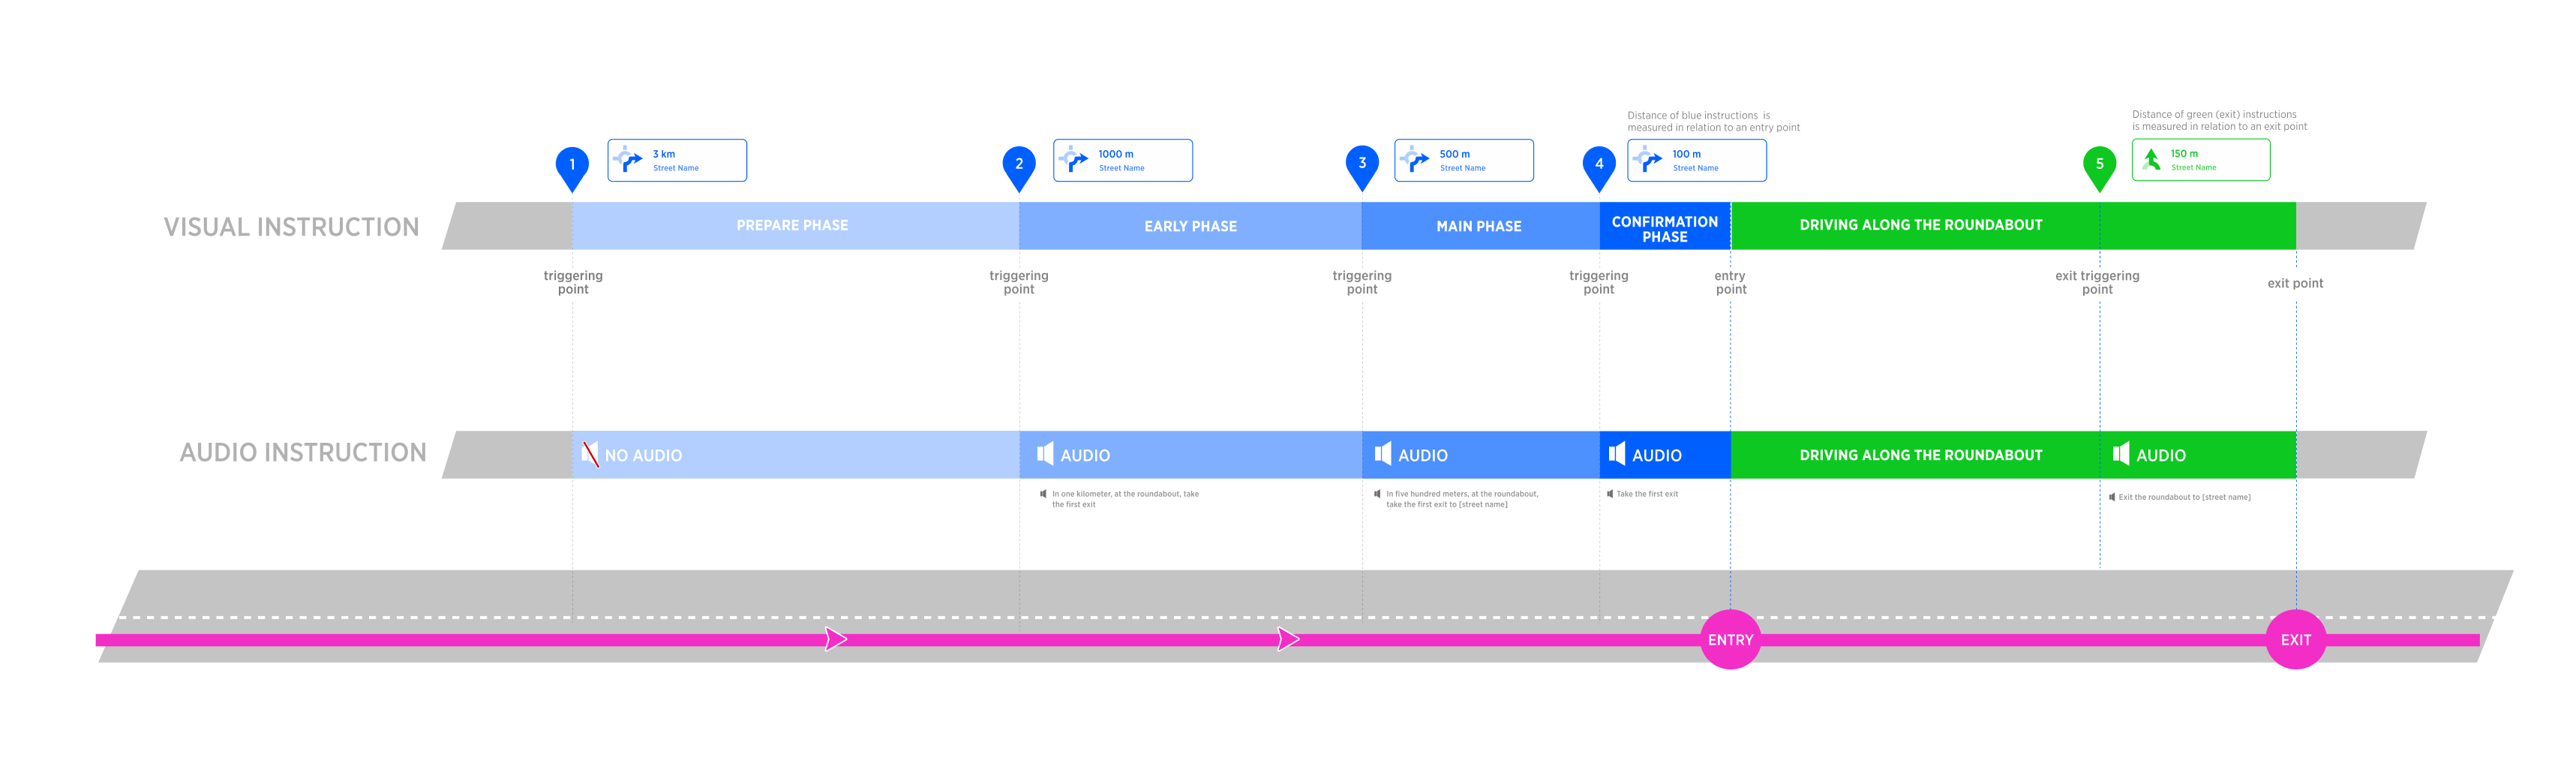 Distance of blue instructions is
measured in relation to an entry point
Distance of green (exit) instructions
is measured in relation to an exit point
1
3 km
Street Name
2
1000 m
Street Name
3
500 m
Street Name
4
100 m
Street Name
5
150 m
Street Name
VISUAL INSTRUCTION
PREPARE PHASE
EARLY PHASE
MAIN PHASE
CONFIRMATION
PHASE
DRIVING ALONG THE ROUNDABOUT
triggering
point
triggering
point
triggering
point
triggering
point
entry
point
exit triggering
point
exit point
AUDIO INSTRUCTION
NO AUDIO
AUDIO
AUDIO
AUDIO
DRIVING ALONG THE ROUNDABOUT
AUDIO
In one kilometer, at the roundabout, take
the first exit
In five hundred meters, at the roundabout,
take the first exit to [street name]
Take the first exit
Exit the roundabout to [street name]
ENTRY
EXIT